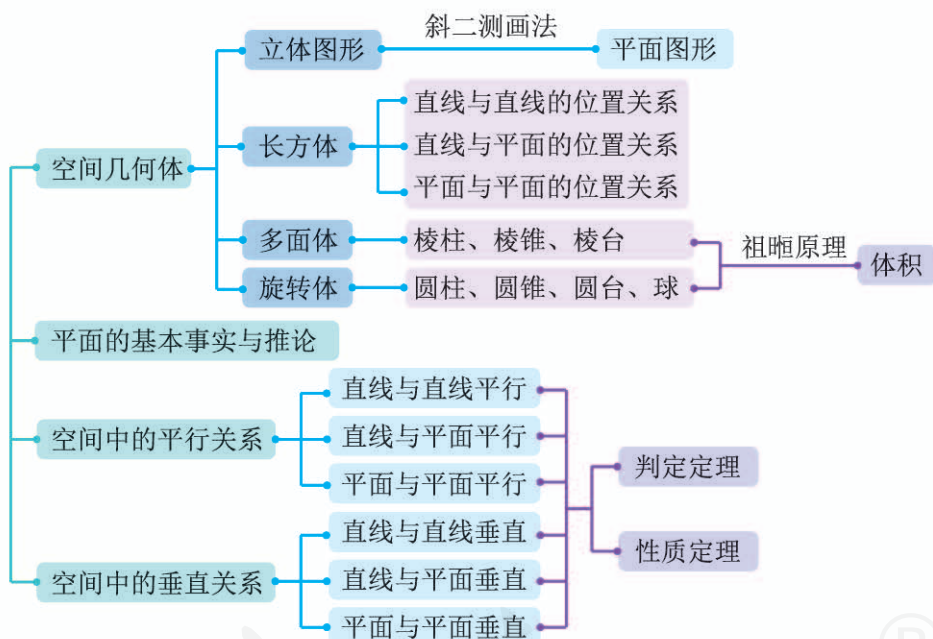 斜二测画法
立体图形
平面图形
直线与直线的位置关系
长方体
直线与平面的位置关系
空间几何体
平面与平面的位置关系
多面体
棱柱、棱锥、棱台
祖暅原理
体积
旋转体
圆柱、圆锥、圆台、球
平面的基本事实与推论
直线与直线平行
空间中的平行关系
直线与平面平行
平面与平面平行
判定定理
直线与直线垂直
性质定理
空间中的垂直关系
直线与平面垂直
平面与平面垂直
®